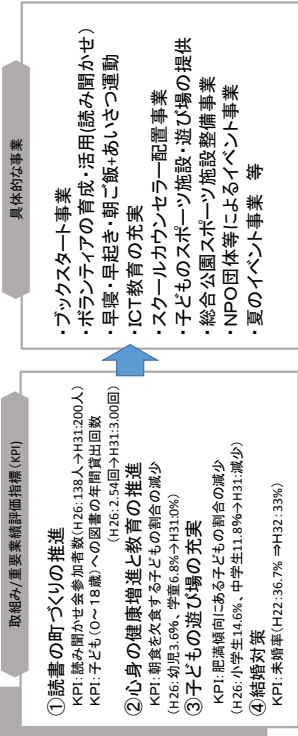 取組み/重要業績評価指標(KPI)
①読書の町づくりの推進
KPI: 読み聞かせ会参加者数(H26: 138人→H31:200人)
KPI: 子ども(0~18歳)への図書の年間貸出回数
(H26: 2.54回→H31:3.00回)
②心身の健康増進と教育の推進
KPI: 朝食を欠食する子どもの割合の減少
(H26: 幼児3.6%、学童6.8%→H31:0%)
③子どもの遊び場の充実
KPI: 肥満傾向にある子どもの割合の減少
(H26: 小学生14.6%、中学生11.8%→H31:減少)
④結婚対策
KPI: 未婚率(H22:36.7% ⇒H32: 33%)
具体的な事業
・ブックスタート事業
・ボランティアの育成・活用(読み聞かせ)
・早寝・早起き・朝ご飯+あいさつ運動
・ICT教育の充実
・スクールカウンセラー配置事業
・子どものスポーツ施設・遊び場の提供
・総合公園スポーツ施設整備事業
・NPO団体等によるイベント事業
・夏のイベント事業 等